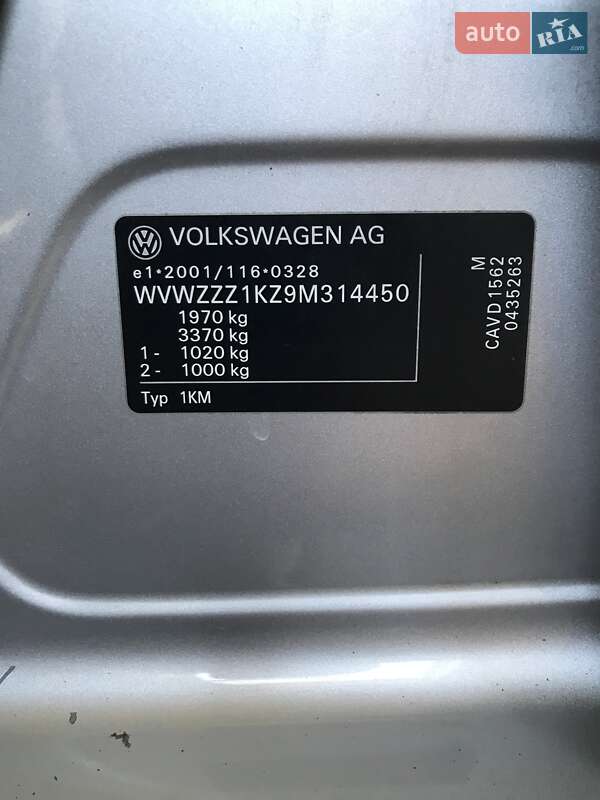 auto RIA .com
VOLKSWAGEN AG
e1*2001/116*0328
WVWZZZ1KZ9M314450
1970 kg
3370 kg
1- 1020 kg
2- 1000 kg
Typ 1KM
M
CAVD1562
0435263